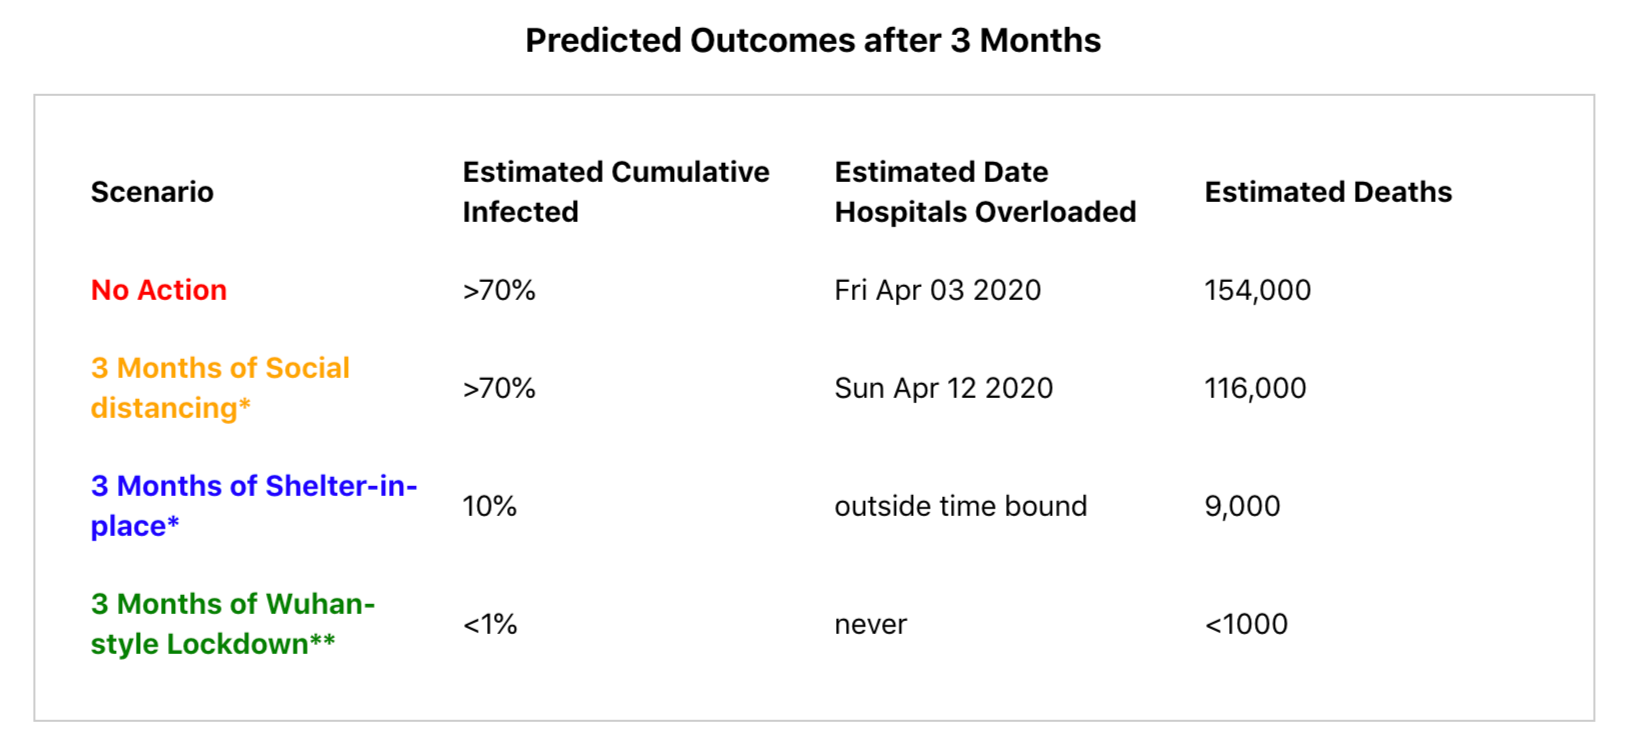 Predicted Outcomes after 3 Months
Scenario
Estimated Cumulative
Infected
Estimated Date
Hospitals Overloaded
Estimated Deaths
No Action
>70%
Fri Apr 03 2020
154,000
3 Months of Social
distancing*
>70%
Sun Apr 12 2020
116,000
3 Months of Shelter-in-
place*
10%
outside time bound
9,000
3 Months of Wuhan-
style Lockdown**
<1%
never
<1000